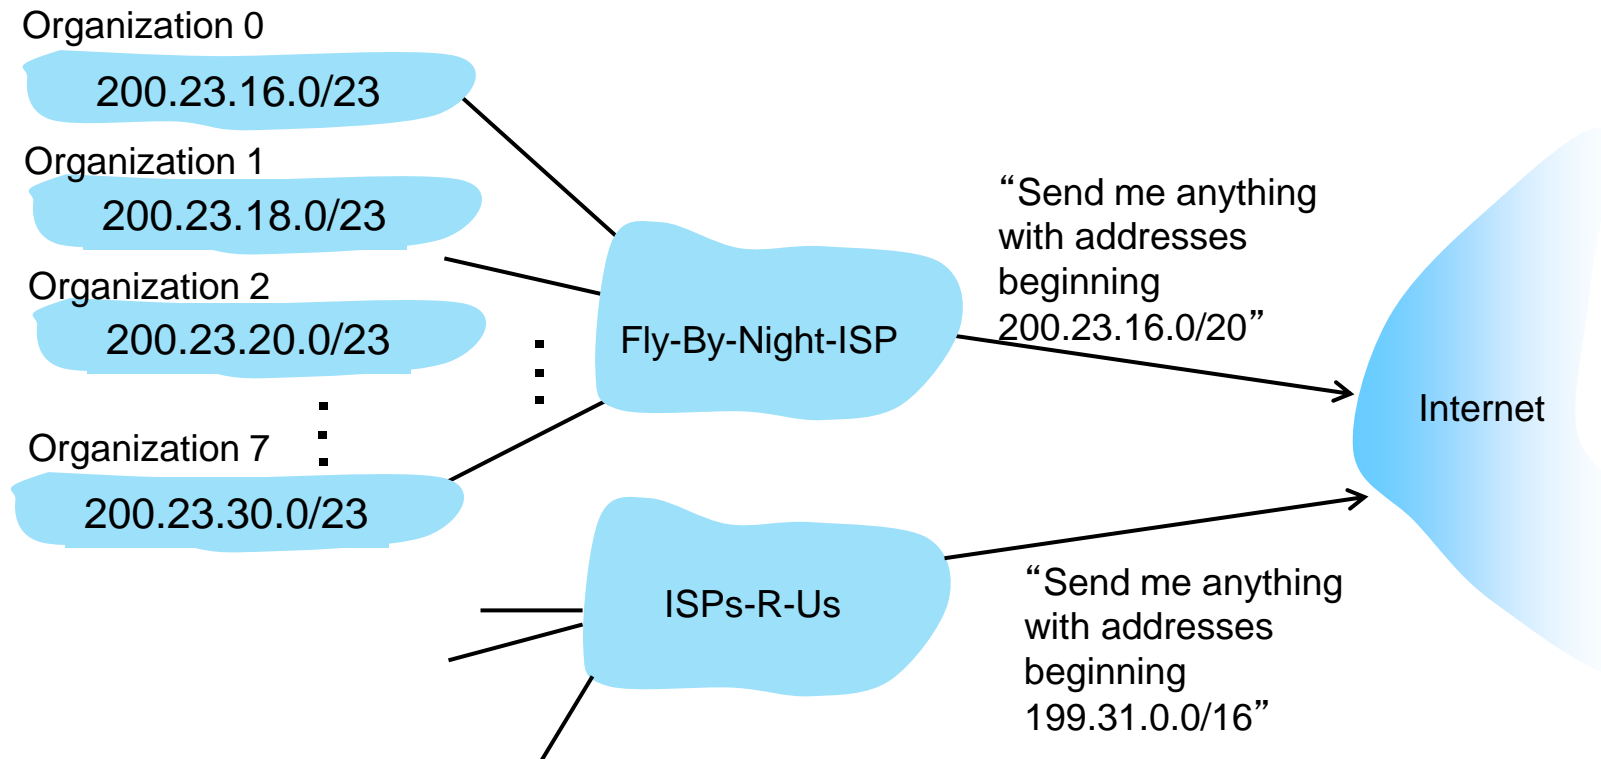 Organization 0
200.23.16.0/23
Organization 1
200.23.18.0/23
Organization 2
200.23.20.0/23
Organization 7
200.23.30.0/23
Fly-By-Night-ISP
“Send me anything
with addresses
beginning
200.23.16.0/20”
Internet
ISPs-R-Us
“Send me anything
with addresses
beginning
199.31.0.0/16”